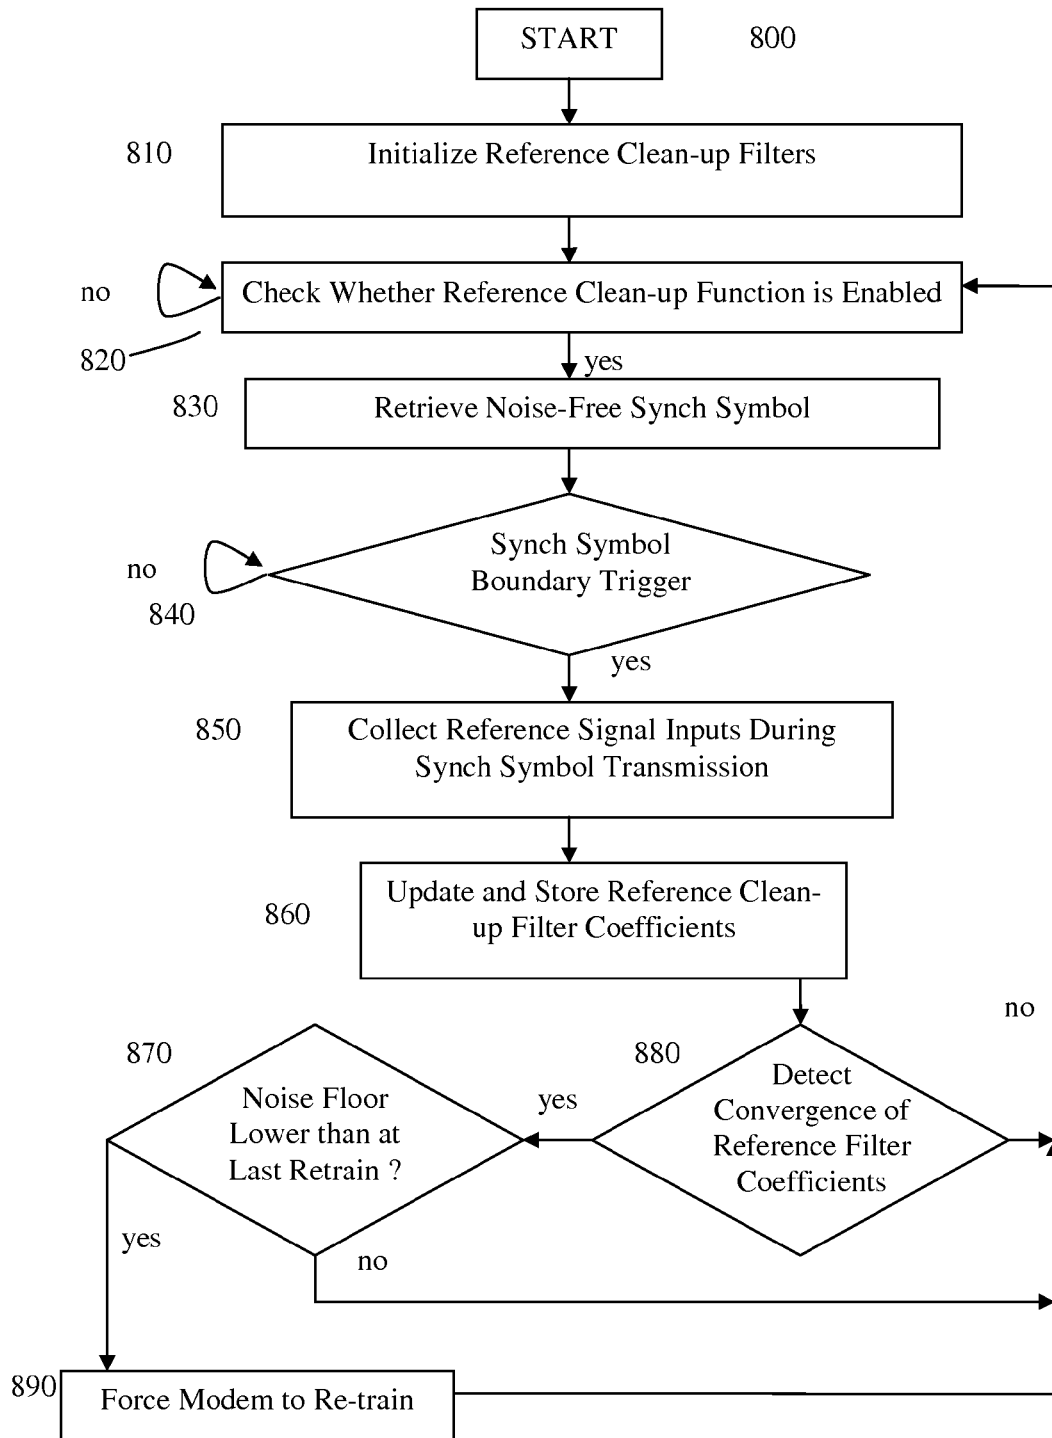 START
800
810
Initialize Reference Clean-up Filters
no
Check Whether Reference Clean-up Function is Enabled
820
yes
830
Retrieve Noise-Free Synch Symbol
Synch Symbol
Boundary Trigger
no
840
yes
850
Collect Reference Signal Inputs During
Synch Symbol Transmission
860
Update and Store Reference Clean-
up Filter Coefficients
no
870
Noise Floor
Lower than at
Last Retrain ?
yes
880
Detect
Convergence of
Reference Filter
Coefficients
yes
no
890
Force Modem to Re-train